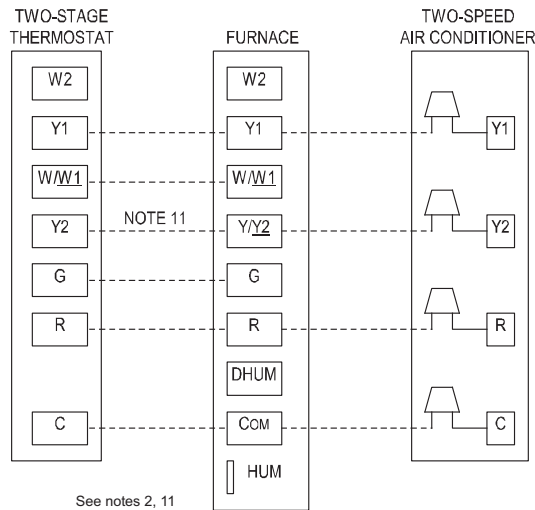 TWO-STAGE
THERMOSTAT
FURNACE
TWO-SPEED
AIR CONDITIONER
W2
W2
Y1
Y1
Y1
W/W1
W/W1
Y2
NOTE 11
Y/Y2
Y2
G
G
R
R
R
DHUM
C
COM
C
HUM
See notes 2, 11